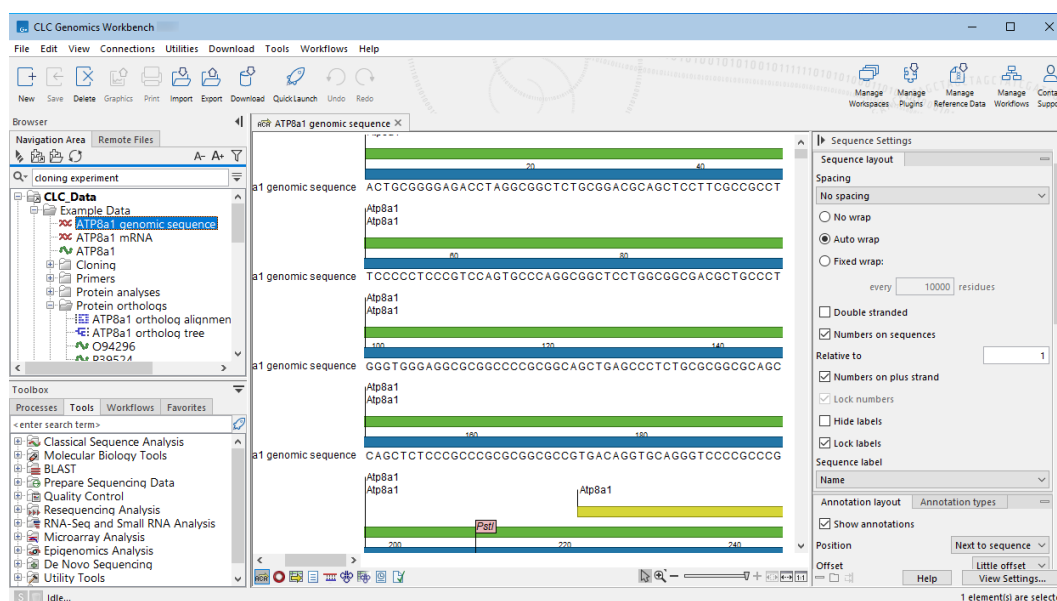 CLC Genomics Workbench
File Edit View Connections Utilities Download Tools Workflows Help
New Save Delete Graphics Print Import Export Download QuickLaunch Undo Redo
Manage Workspaces
Manage Plugins
Manage Reference Data
Manage Workflows
Conta
Suppo
Browser
Navigation Area Remote Files
A- A+
cloning experiment
CLC_Data
Example Data
ATP8a1 genomic sequence
ATP8a1 mRNA
ATP8a1
Cloning
Primers
Protein analyses
Protein orthologs
ATP8a1 ortholog alignmen
ATP8a1 ortholog tree
O94296
P39524
Toolbox
Processes Tools Workflows Favorites
<enter search term>
Classical Sequence Analysis
Molecular Biology Tools
BLAST
Prepare Sequencing Data
Quality Control
Resequencing Analysis
RNA-Seq and Small RNA Analysis
Microarray Analysis
Epigenomics Analysis
De Novo Sequencing
Utility Tools
Idle...
ATP8a1 genomic sequence
20 40
a1 genomic sequence ACTGCGGGGAGACCTAGGCGGCTCTGCGGACGCAGCTCCTTCGCCGCCT
Atp8a1
Atp8a1
60 80
a1 genomic sequence TCCCCCTCCCGTCCAGTGCCCAGGCGGCTCCTGGCGGCGACGCTGCCCT
Atp8a1
Atp8a1
100 120 140
a1 genomic sequence GGGTGGGAGGCGCGGCCCCGCGGCAGCTGAGCCCTCTGCGCGGCGCAGC
Atp8a1
Atp8a1
160 180
a1 genomic sequence CAGCTCTCCCGCCCGCGCGGCGCCGTGACAGGTGCAGGGTCCCCGCCCG
Atp8a1
Atp8a1
Atp8a1
PstI
200 220 240
Sequence Settings
Sequence layout
Spacing
No spacing
No wrap
Auto wrap
Fixed wrap:
every 10000 residues
Double stranded
Numbers on sequences
Relative to 1
Numbers on plus strand
Lock numbers
Hide labels
Lock labels
Sequence label
Name
Annotation layout Annotation types
Show annotations
Position Next to sequence
Offset Little offset
Help View Settings...
1 element(s) are select